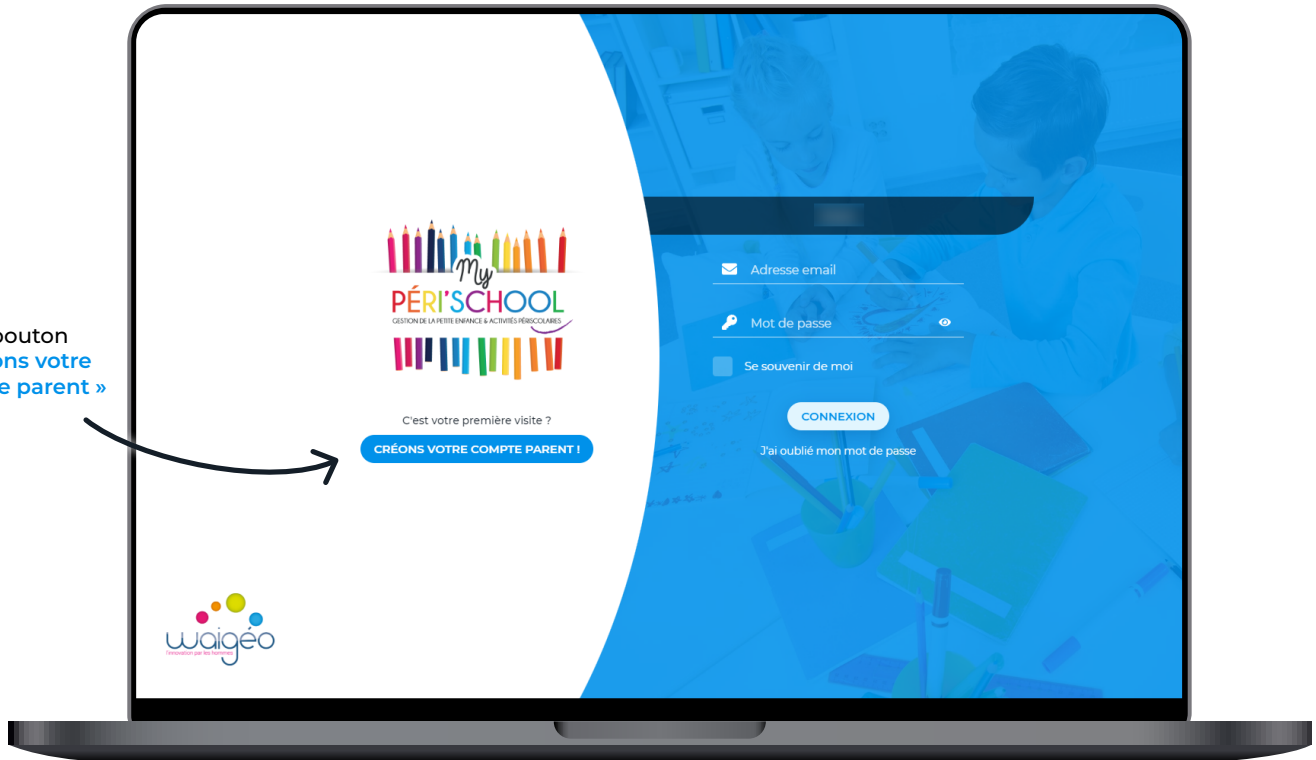 bouton
ons votre
e parent »
My
PÉRI'SCHOOL
GESTION DE LA PETITE ENFANCE & ACTIVITÉS PÉRISCOLAIRES
C'est votre première visite ?
CRÉONS VOTRE COMPTE PARENT !
waigéo
l'innovation par les hommes
Adresse email
Mot de passe
Se souvenir de moi
CONNEXION
J'ai oublié mon mot de passe